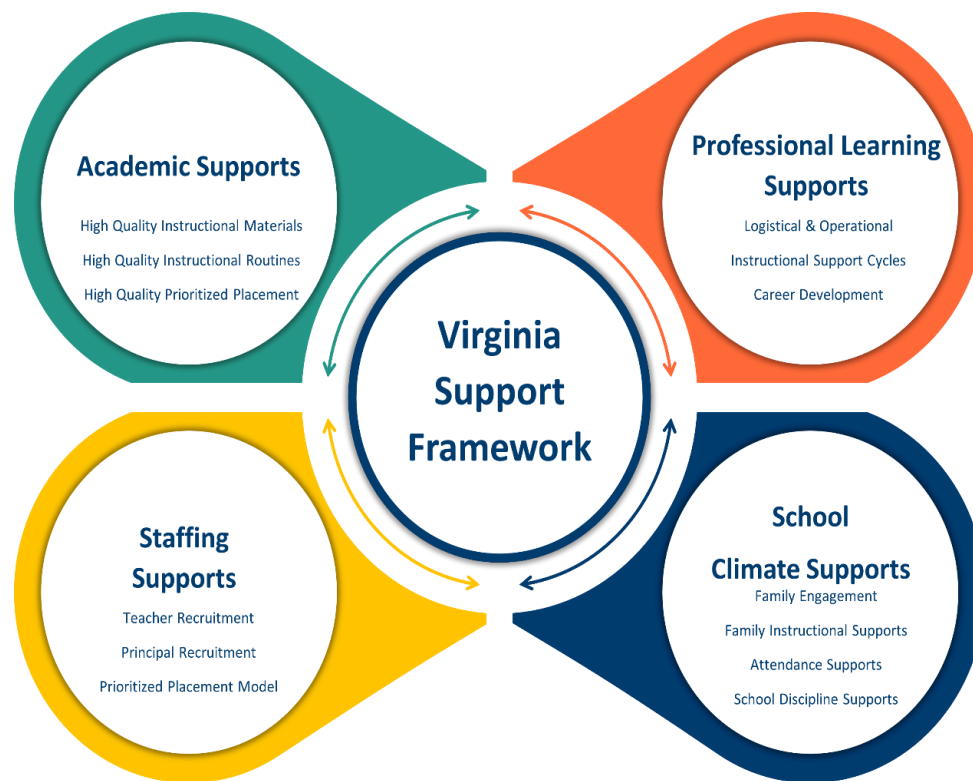 Academic Supports
High Quality Instructional Materials
High Quality Instructional Routines
High Quality Prioritized Placement
Professional Learning
Supports
Logistical & Operational
Instructional Support Cycles
Career Development
Virginia
Support
Framework
Staffing
Supports
Teacher Recruitment
Principal Recruitment
Prioritized Placement Model
School
Climate Supports
Family Engagement
Family Instructional Supports
Attendance Supports
School Discipline Supports